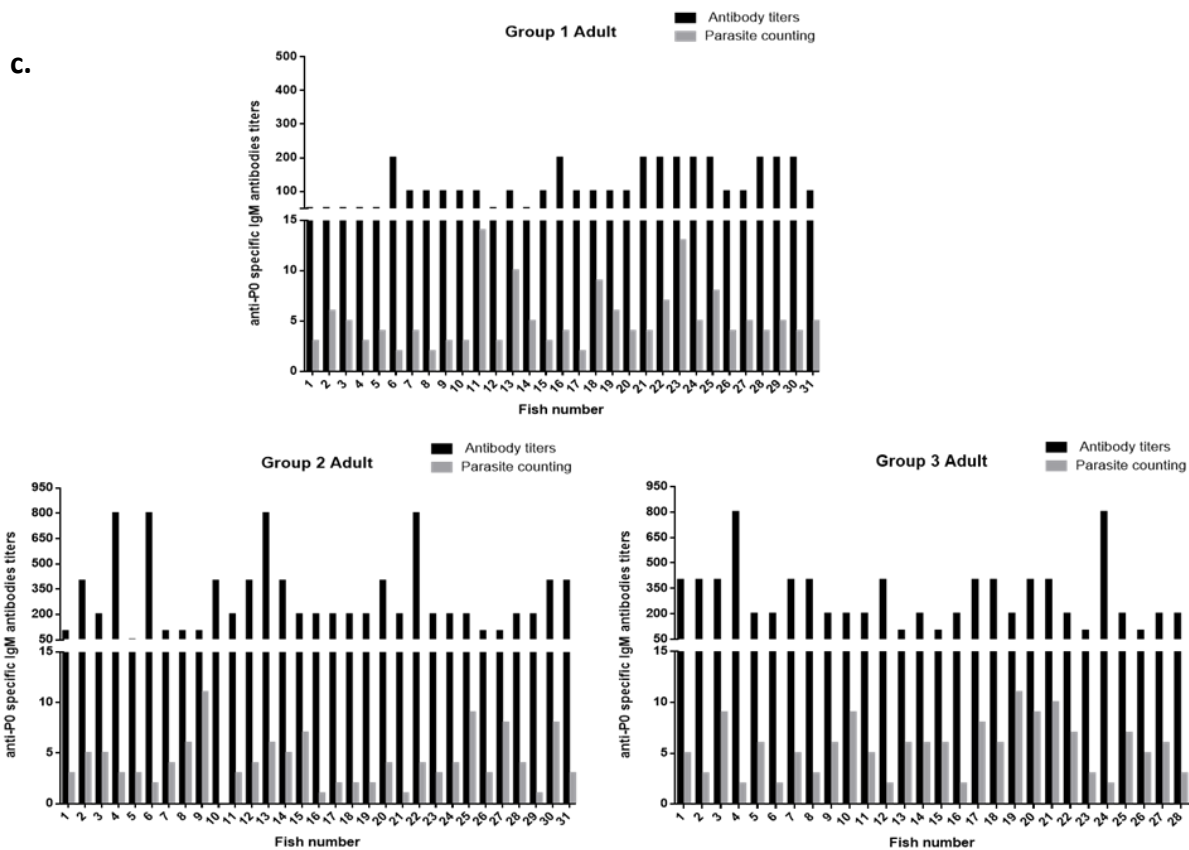 c.
Group 1 Adult
Antibody titers
Parasite counting
anti-P0 specific IgM antibodies titers
500
400
300
200
100
15
10
5
0
1 2 3 4 5 6 7 8 9 10 11 12 13 14 15 16 17 18 19 20 21 22 23 24 25 26 27 28 29 30 31
Fish number
Group 2 Adult
Antibody titers
Parasite counting
anti-P0 specific IgM antibodies titers
950
800
650
500
350
200
50
15
10
5
0
1 2 3 4 5 6 7 8 9 10 11 12 13 14 15 16 17 18 19 20 21 22 23 24 25 26 27 28 29 30 31
Fish number
Group 3 Adult
Antibody titers
Parasite counting
anti-P0 specific IgM antibodies titers
950
800
650
500
350
200
50
15
10
5
0
1 2 3 4 5 6 7 8 9 10 11 12 13 14 15 16 17 18 19 20 21 22 23 24 25 26 27 28
Fish number